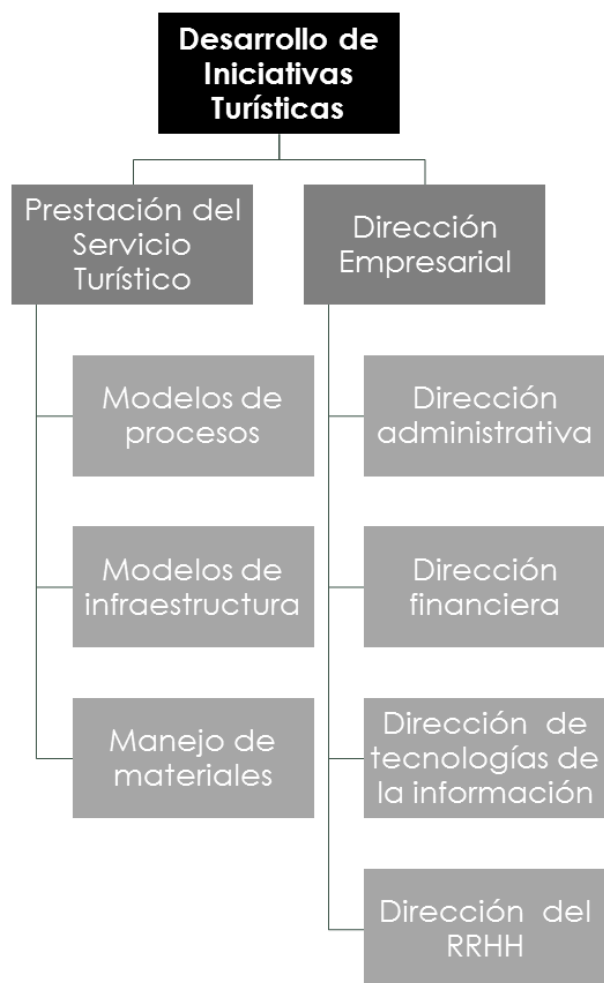 Desarrollo de
Iniciativas
Turísticas
Prestación del
Servicio
Turístico
Modelos de
procesos
Modelos de
infraestructura
Manejo de
materiales
Dirección
Empresarial
Dirección
administrativa
Dirección
financiera
Dirección de
tecnologías de
la información
Dirección del
RRHH